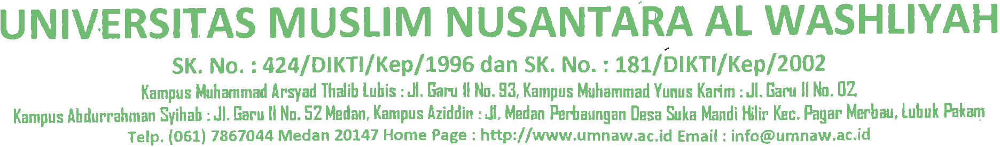 UNIVERSITAS MUSLIM NUSANTARA AL WASHLIYAH
SK. No. : 424/DIKTI/Kep/1996 dan SK. No. : 181/DIKTI/Kep/2002
Kampus Muhammad Arsyad Thalib Lubis : Jl. Garu II No. 93, Kampus Muhammad Yunus Karim : Jl. Garu II No. 02,
Kampus Abdurrahman Syihab : Jl. Garu II No. 52 Medan, Kampus Aziddin : Jl. Medan Perbaungan Desa Suka Mandi Hilir Kec. Pagar Merbau, Lubuk Pakam
Telp. (061) 7867044 Medan 20147 Home Page : http://www.umnaw.ac.id Email : info@umnaw.ac.id